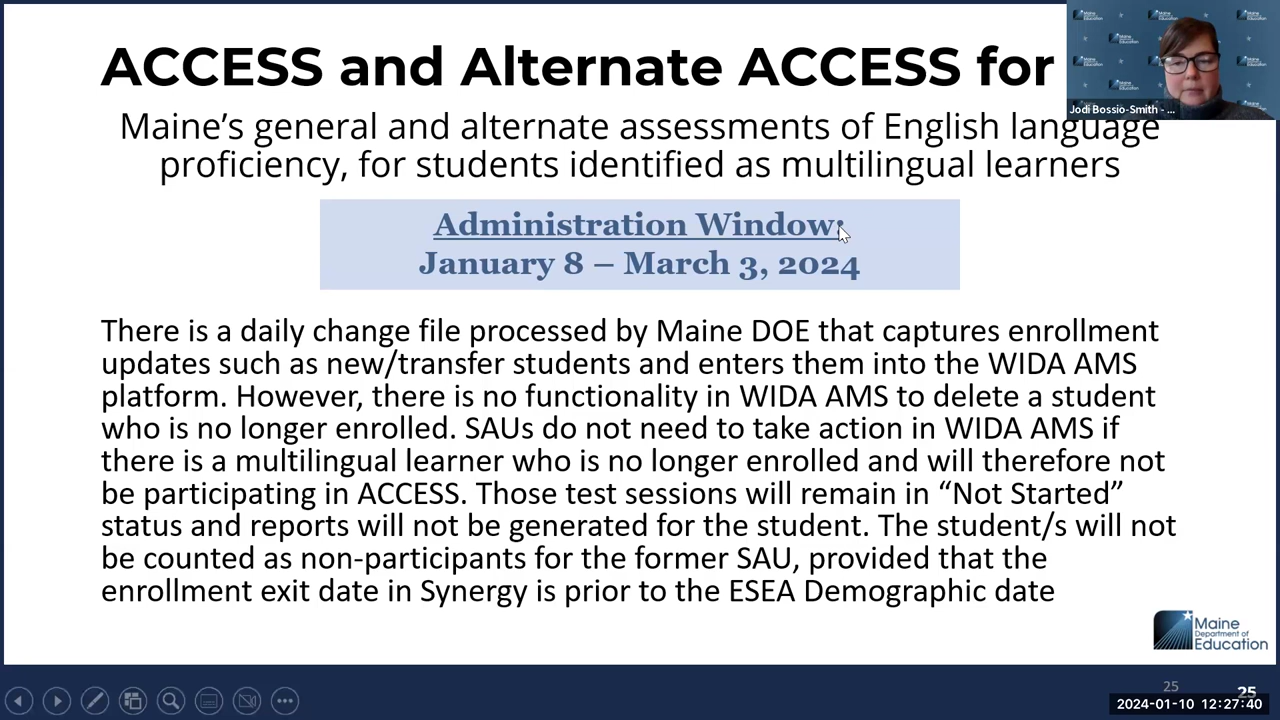 ACCESS and Alternate ACCESS for
Maine’s general and alternate assessments of English language
proficiency, for students identified as multilingual learners
Administration Window:
January 8 – March 3, 2024
There is a daily change file processed by Maine DOE that captures enrollment
updates such as new/transfer students and enters them into the WIDA AMS
platform. However, there is no functionality in WIDA AMS to delete a student
who is no longer enrolled. SAUs do not need to take action in WIDA AMS if
there is a multilingual learner who is no longer enrolled and will therefore not
be participating in ACCESS. Those test sessions will remain in “Not Started”
status and reports will not be generated for the student. The student/s will not
be counted as non-participants for the former SAU, provided that the
enrollment exit date in Synergy is prior to the ESEA Demographic date
Jodi Bossio-Smith - ...
Maine
Department of
Education
25
25
2024-01-10 12:27:40